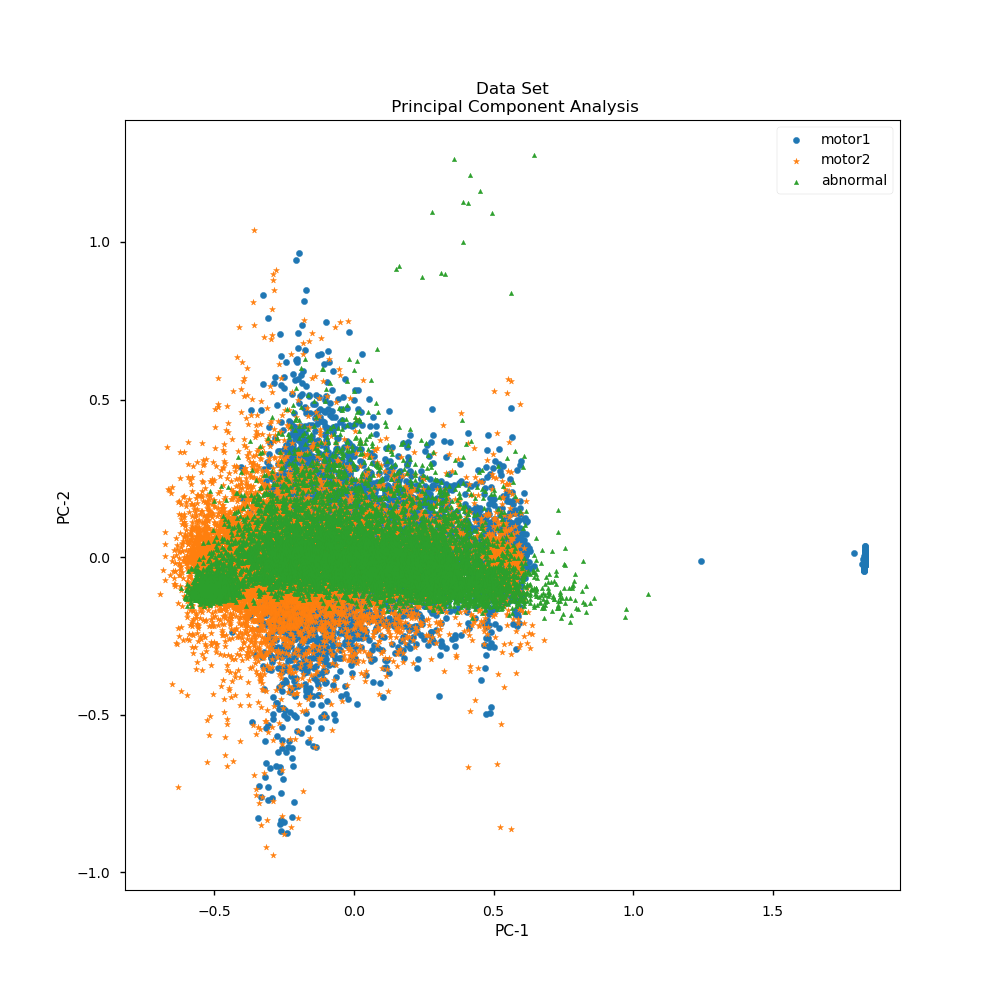 Data Set
Principal Component Analysis
motor1
motor2
abnormal
PC-2
1.0
0.5
0.0
−0.5
−1.0
−0.5
0.0
0.5
1.0
1.5
PC-1